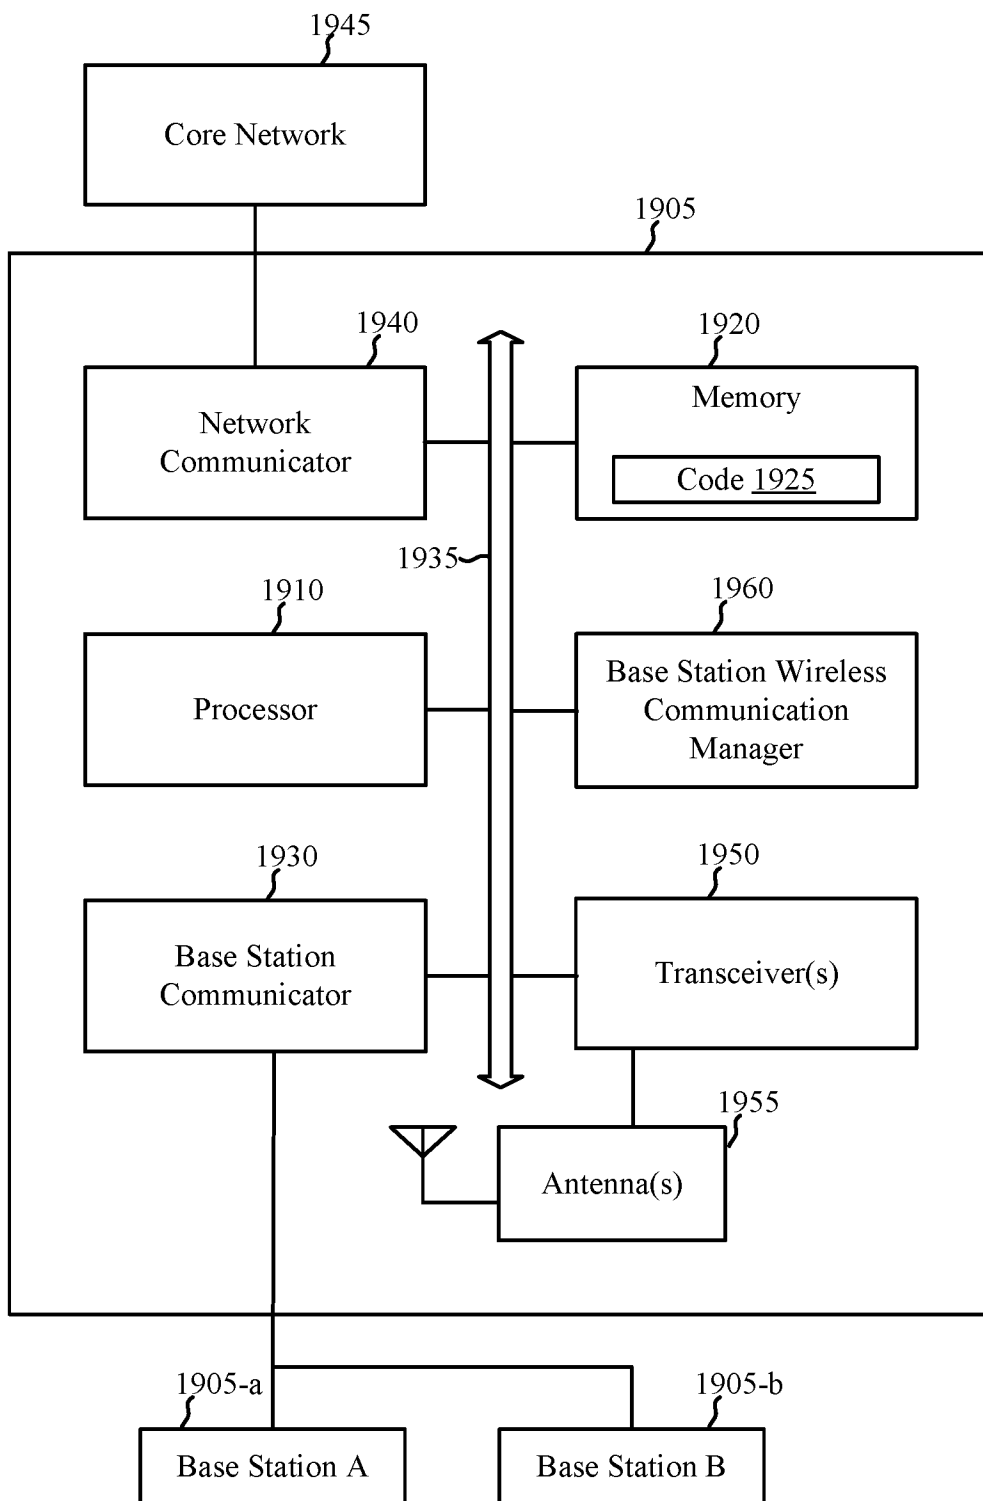 1945
Core Network
1905
1940
Network
Communicator
1920
Memory
Code 1925
1935
1910
Processor
1960
Base Station Wireless
Communication
Manager
1930
Base Station
Communicator
1950
Transceiver(s)
1955
Antenna(s)
1905-a
Base Station A
1905-b
Base Station B